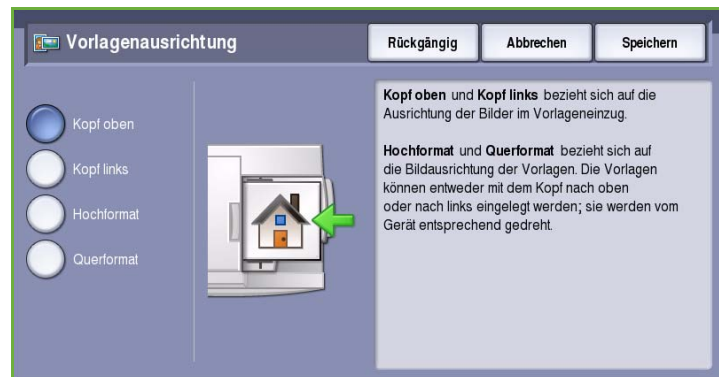 Vorlagenausrichtung
Rückgängig
Abbrechen
Speichern
Kopf oben
Kopf links
Hochformat
Querformat
Kopf oben und Kopf links bezieht sich auf die
Ausrichtung der Bilder im Vorlageneinzug.
Hochformat und Querformat bezieht sich auf
die Bildausrichtung der Vorlagen. Die Vorlagen
können entweder mit dem Kopf nach oben
oder nach links eingelegt werden; sie werden vom
Gerät entsprechend gedreht.